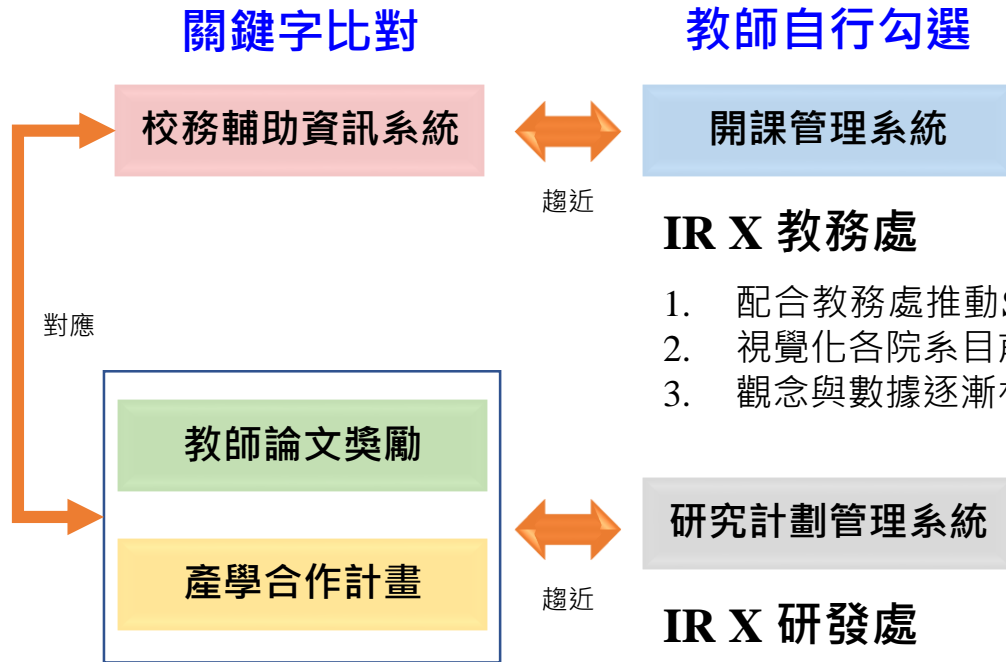 關鍵字比對
教師自行勾選
校務輔助資訊系統
開課管理系統
趨近
IR X 教務處
1. 配合教務處推動
2. 視覺化各院系目
3. 觀念與數據逐漸
對應
教師論文獎勵
產學合作計畫
研究計劃管理系統
趨近
IR X 研發處